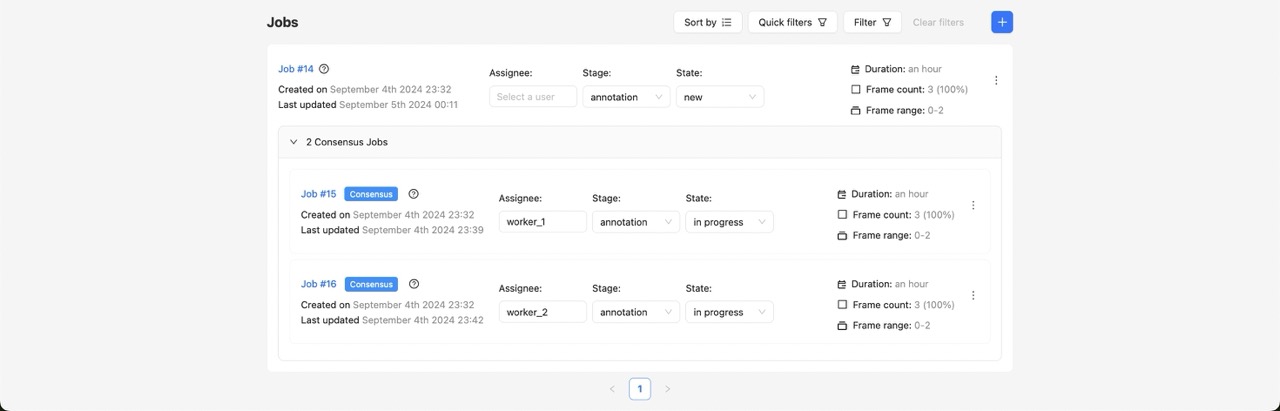 Jobs
Sort by
Quick filters
Filter
Clear filters
Job #14
Created on September 4th 2024 23:32
Last updated September 5th 2024 00:11
Assignee:
Select a user
Stage:
annotation
State:
new
Duration: an hour
Frame count: 3 (100%)
Frame range: 0-2
2 Consensus Jobs
Job #15 Consensus
Created on September 4th 2024 23:32
Last updated September 4th 2024 23:39
Assignee:
worker_1
Stage:
annotation
State:
in progress
Duration: an hour
Frame count: 3 (100%)
Frame range: 0-2
Job #16 Consensus
Created on September 4th 2024 23:32
Last updated September 4th 2024 23:42
Assignee:
worker_2
Stage:
annotation
State:
in progress
Duration: an hour
Frame count: 3 (100%)
Frame range: 0-2
1